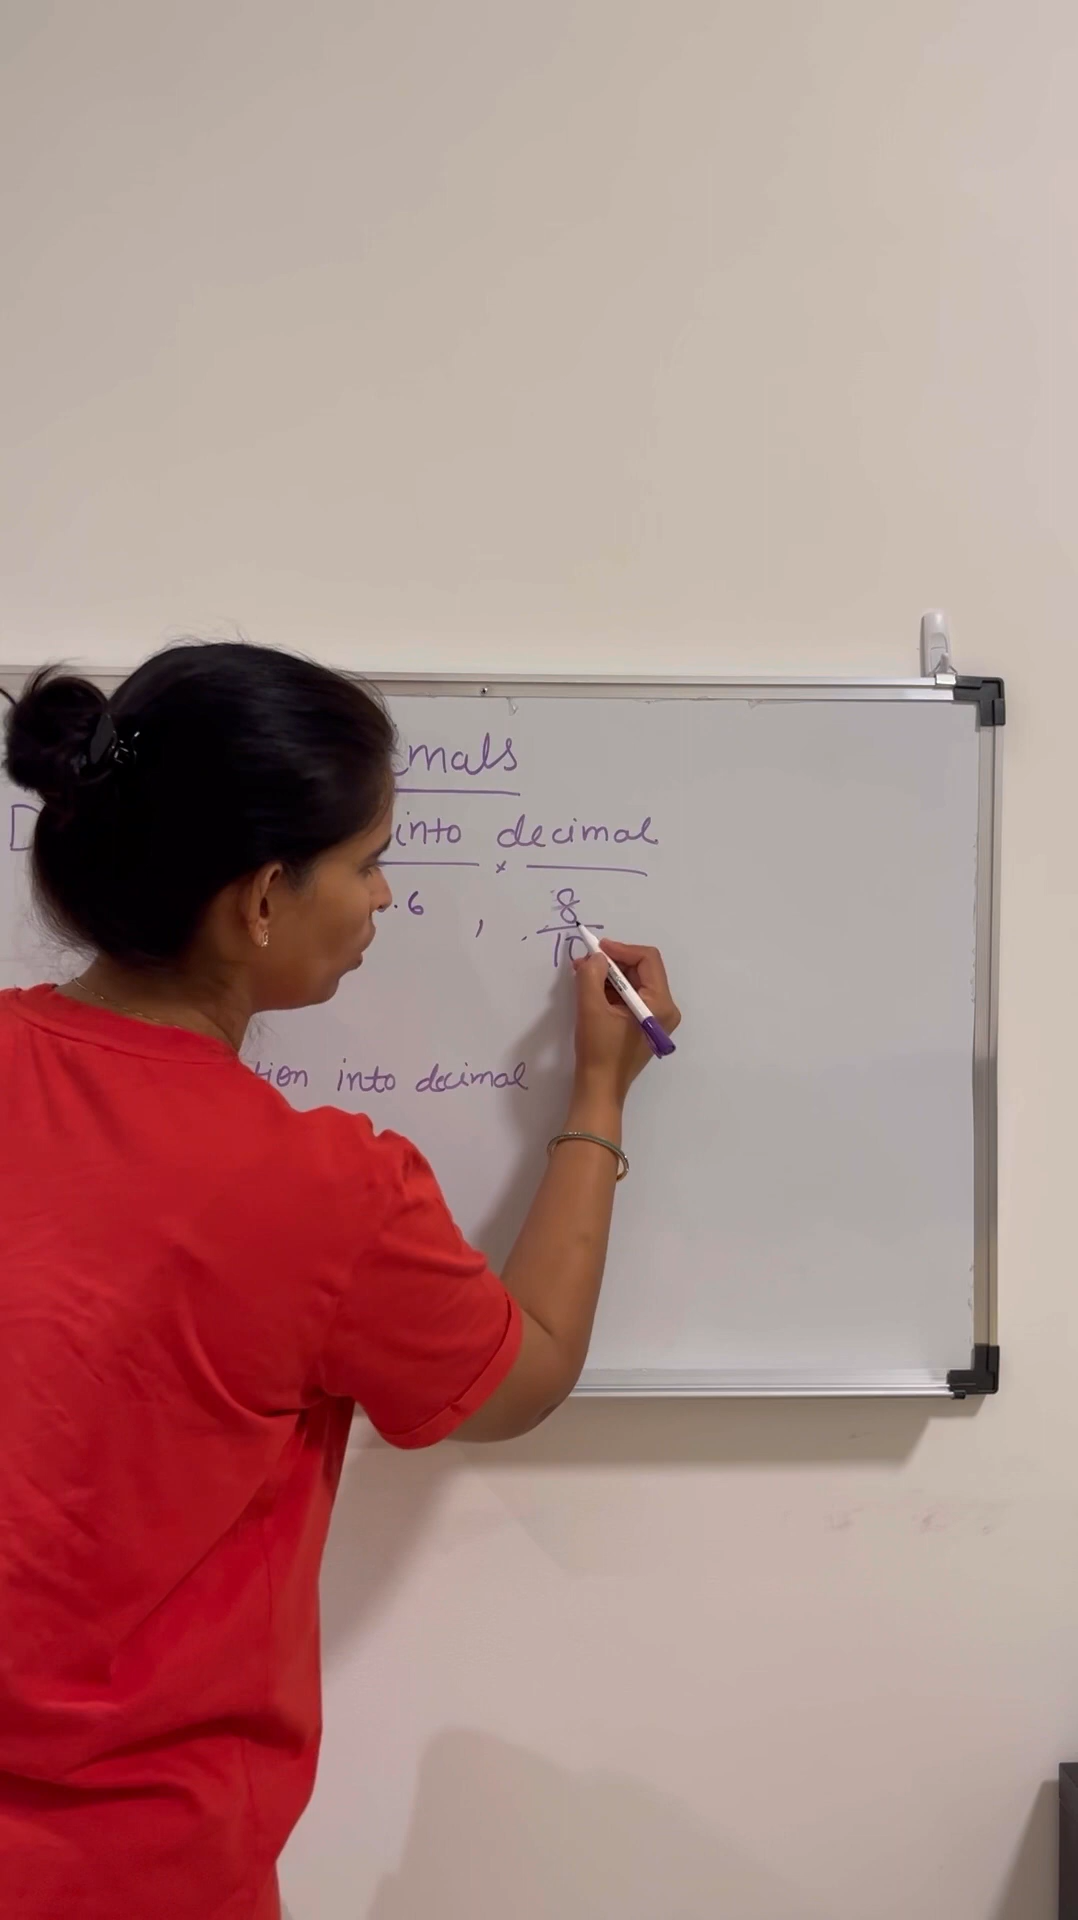 mals
into decimal
.6 , 8/10
tion into decimal